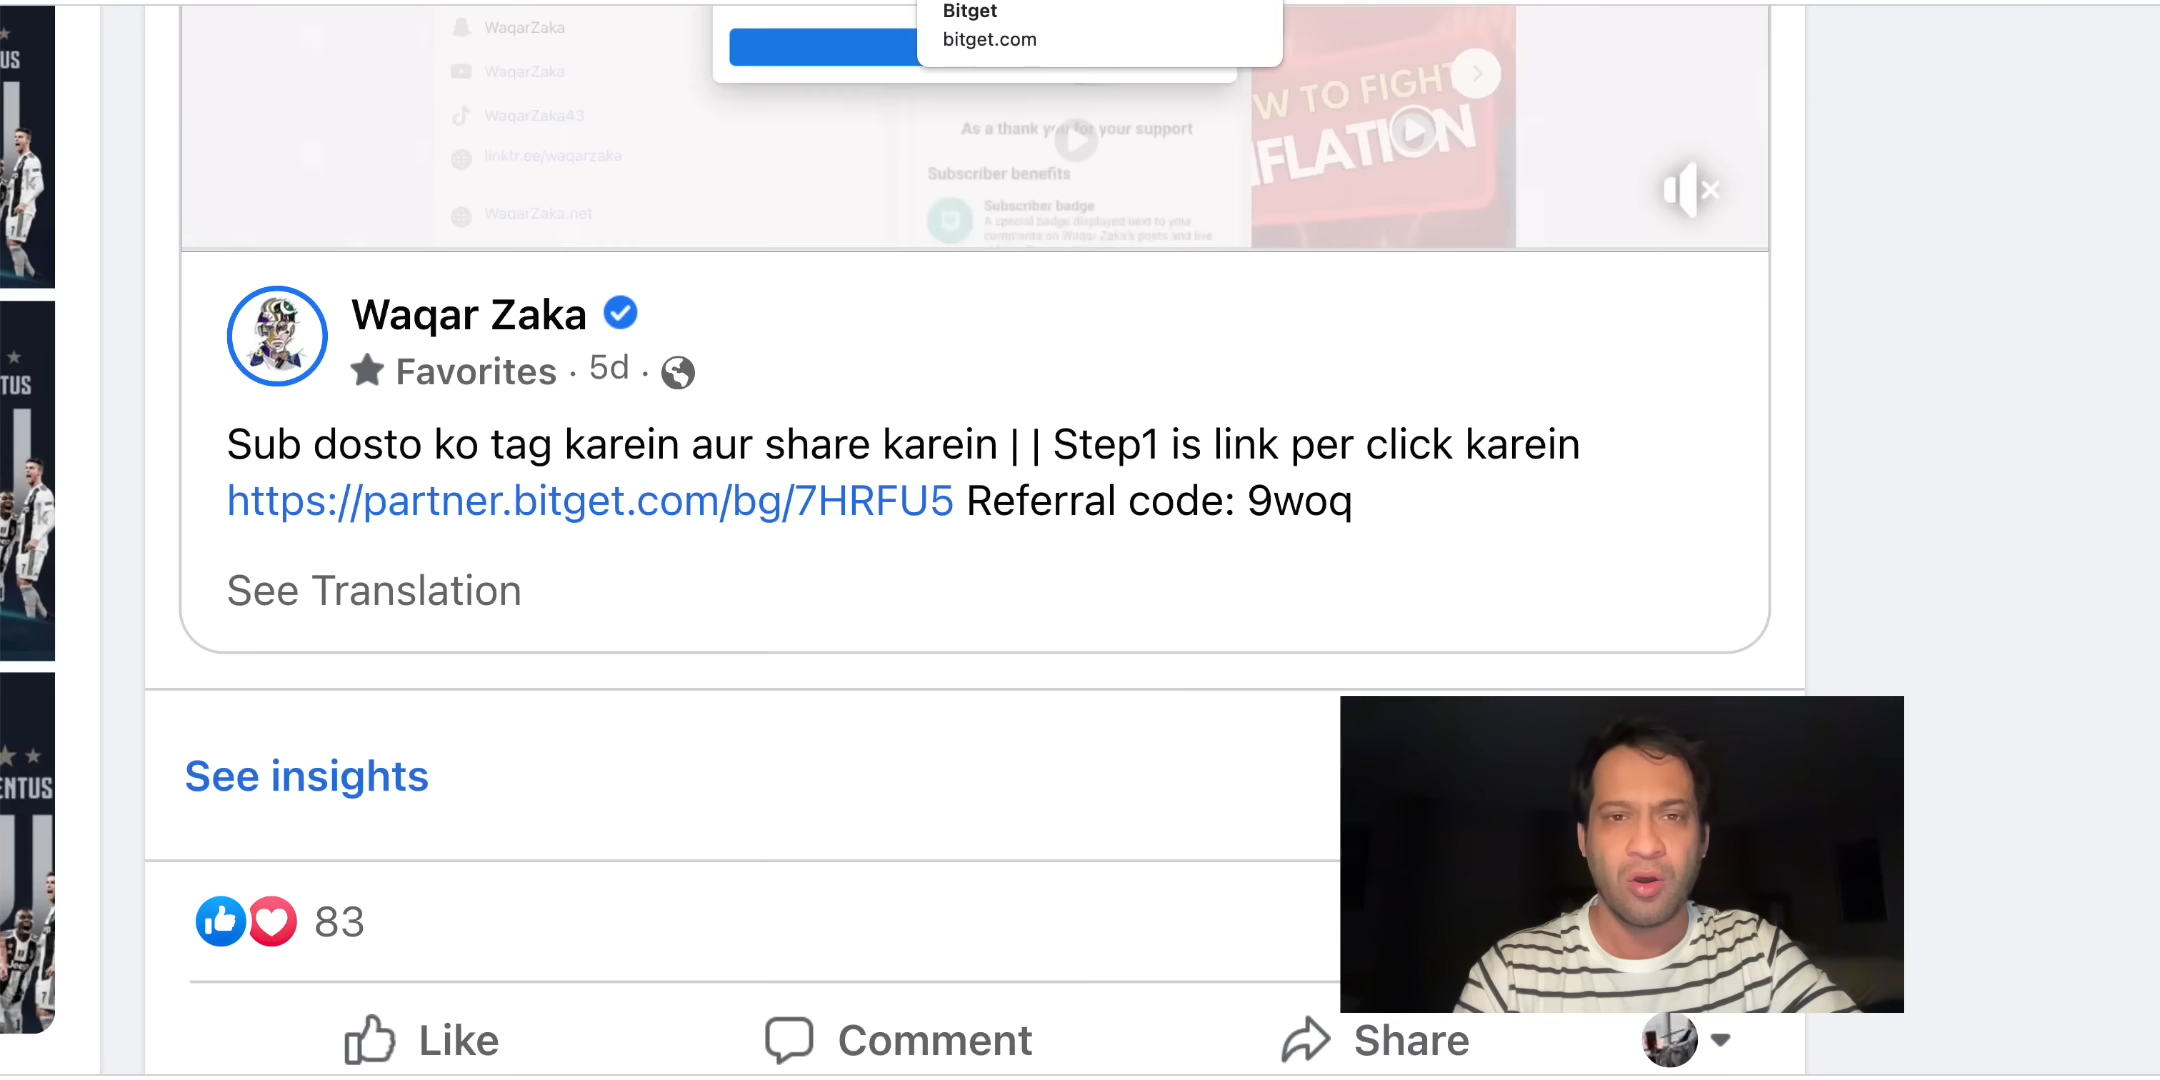 Bitget
bitget.com
WaqarZaka
WaqarZaka
WaqarZaka43
linktr.ee/waqarzaka
WaqarZaka.net
As a thank you for your support
Subscriber benefits
Subscriber badge
A special badge displayed next to your
comments on Waqar Zaka's posts and live
W TO FIGHT
FLATION
US
TUS
ENTUS
Waqar Zaka
Favorites · 5d ·
Sub dosto ko tag karein aur share karein | | Step1 is link per click karein
https://partner.bitget.com/bg/7HRFU5 Referral code: 9woq
See Translation
See insights
83
Like
Comment
Share